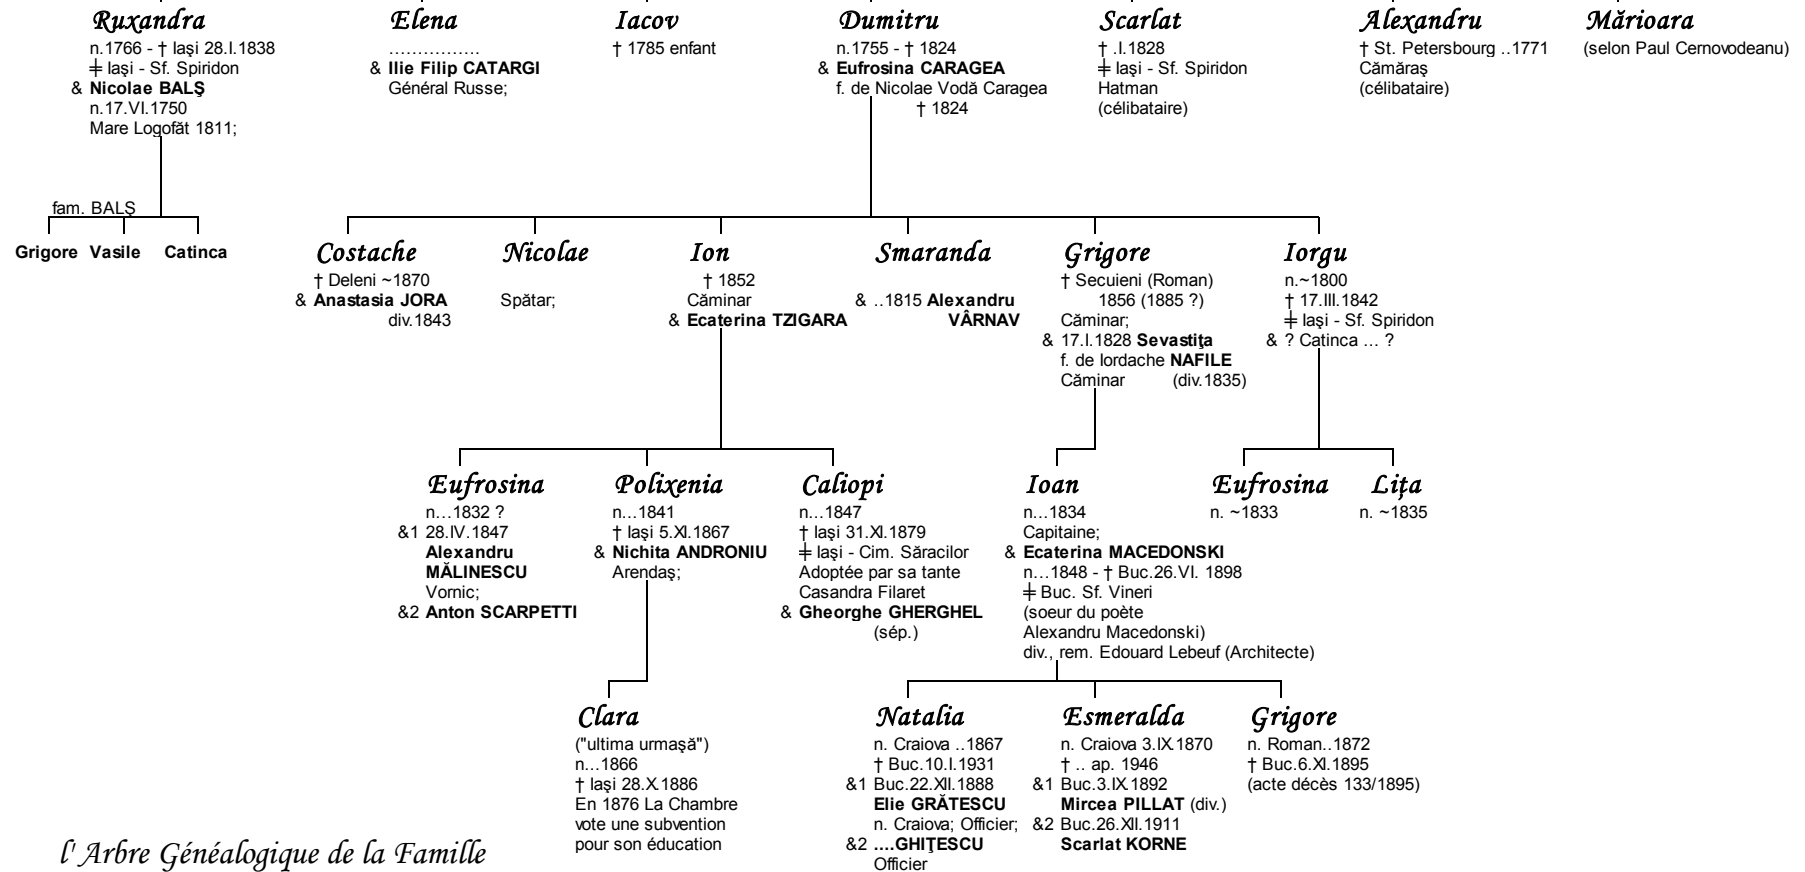 Ruxandra
n.1766 - † Iaşi 28.I.1838
╪ Iaşi - Sf. Spiridon
& Nicolae BALŞ
n.17.VI.1750
Mare Logofăt 1811;
Elena
................
& Ilie Filip CATARGI
Général Russe;
Iacov
† 1785 enfant
Dumitru
n.1755 - † 1824
& Eufrosina CARAGEA
f. de Nicolae Vodă Caragea
† 1824
Scarlat
† .I.1828
╪ Iaşi - Sf. Spiridon
Hatman
(célibataire)
Alexandru
† St. Petersbourg ..1771
Cămăraş
(célibataire)
Mărioara
(selon Paul Cernovodeanu)
fam. BALŞ
Grigore Vasile Catinca
Costache
† Deleni ~1870
& Anastasia JORA
div.1843
Nicolae
Spătar;
Ion
† 1852
Căminar
& Ecaterina TZIGARA
Smaranda
& ..1815 Alexandru
VÂRNAV
Grigore
† Secuieni (Roman)
1856 (1885 ?)
Căminar;
& 17.I.1828 Sevastiţa
f. de Iordache NAFILE
Căminar (div.1835)
Iorgu
n.~1800
† 17.III.1842
╪ Iaşi - Sf. Spiridon
& ? Catinca ... ?
Eufrosina
n...1832 ?
&1 28.IV.1847
Alexandru
MĂLINESCU
Vornic;
&2 Anton SCARPETTI
Polixenia
n...1841
† Iaşi 5.XI.1867
& Nichita ANDRONIU
Arendaş;
Caliopi
n...1847
† Iaşi 31.XI.1879
╪ Iaşi - Cim. Săracilor
Adoptée par sa tante
Casandra Filaret
& Gheorghe GHERGHEL
(sép.)
Ioan
n...1834
Capitaine;
& Ecaterina MACEDONSKI
n...1848 - † Buc.26.VI. 1898
╪ Buc. Sf. Vineri
(soeur du poète
Alexandru Macedonski)
div., rem. Edouard Lebeuf (Architecte)
Eufrosina
n. ~1833
Liţa
n. ~1835
Clara
("ultima urmaşă")
n...1866
† Iaşi 28.X.1886
En 1876 La Chambre
vote une subvention
pour son éducation
Natalia
n. Craiova ..1867
† Buc.10.I.1931
&1 Buc.22.XII.1888
Elie GRĂTESCU
n. Craiova; Officier;
&2 ....GHIŢESCU
Officier
Esmeralda
n. Craiova 3.IX.1870
† .. ap. 1946
&1 Buc.3.IX.1892
Mircea PILLAT (div.)
&2 Buc.26.XII.1911
Scarlat KORNE
Grigore
n. Roman..1872
† Buc.6.XI.1895
(acte décès 133/1895)
l' Arbre Généalogique de la Famille